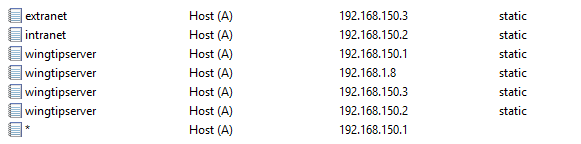 extranet Host (A) 192.168.150.3 static
intranet Host (A) 192.168.150.2 static
wingtipserver Host (A) 192.168.150.1 static
wingtipserver Host (A) 192.168.1.8 static
wingtipserver Host (A) 192.168.150.3 static
wingtipserver Host (A) 192.168.150.2 static
* Host (A) 192.168.150.1